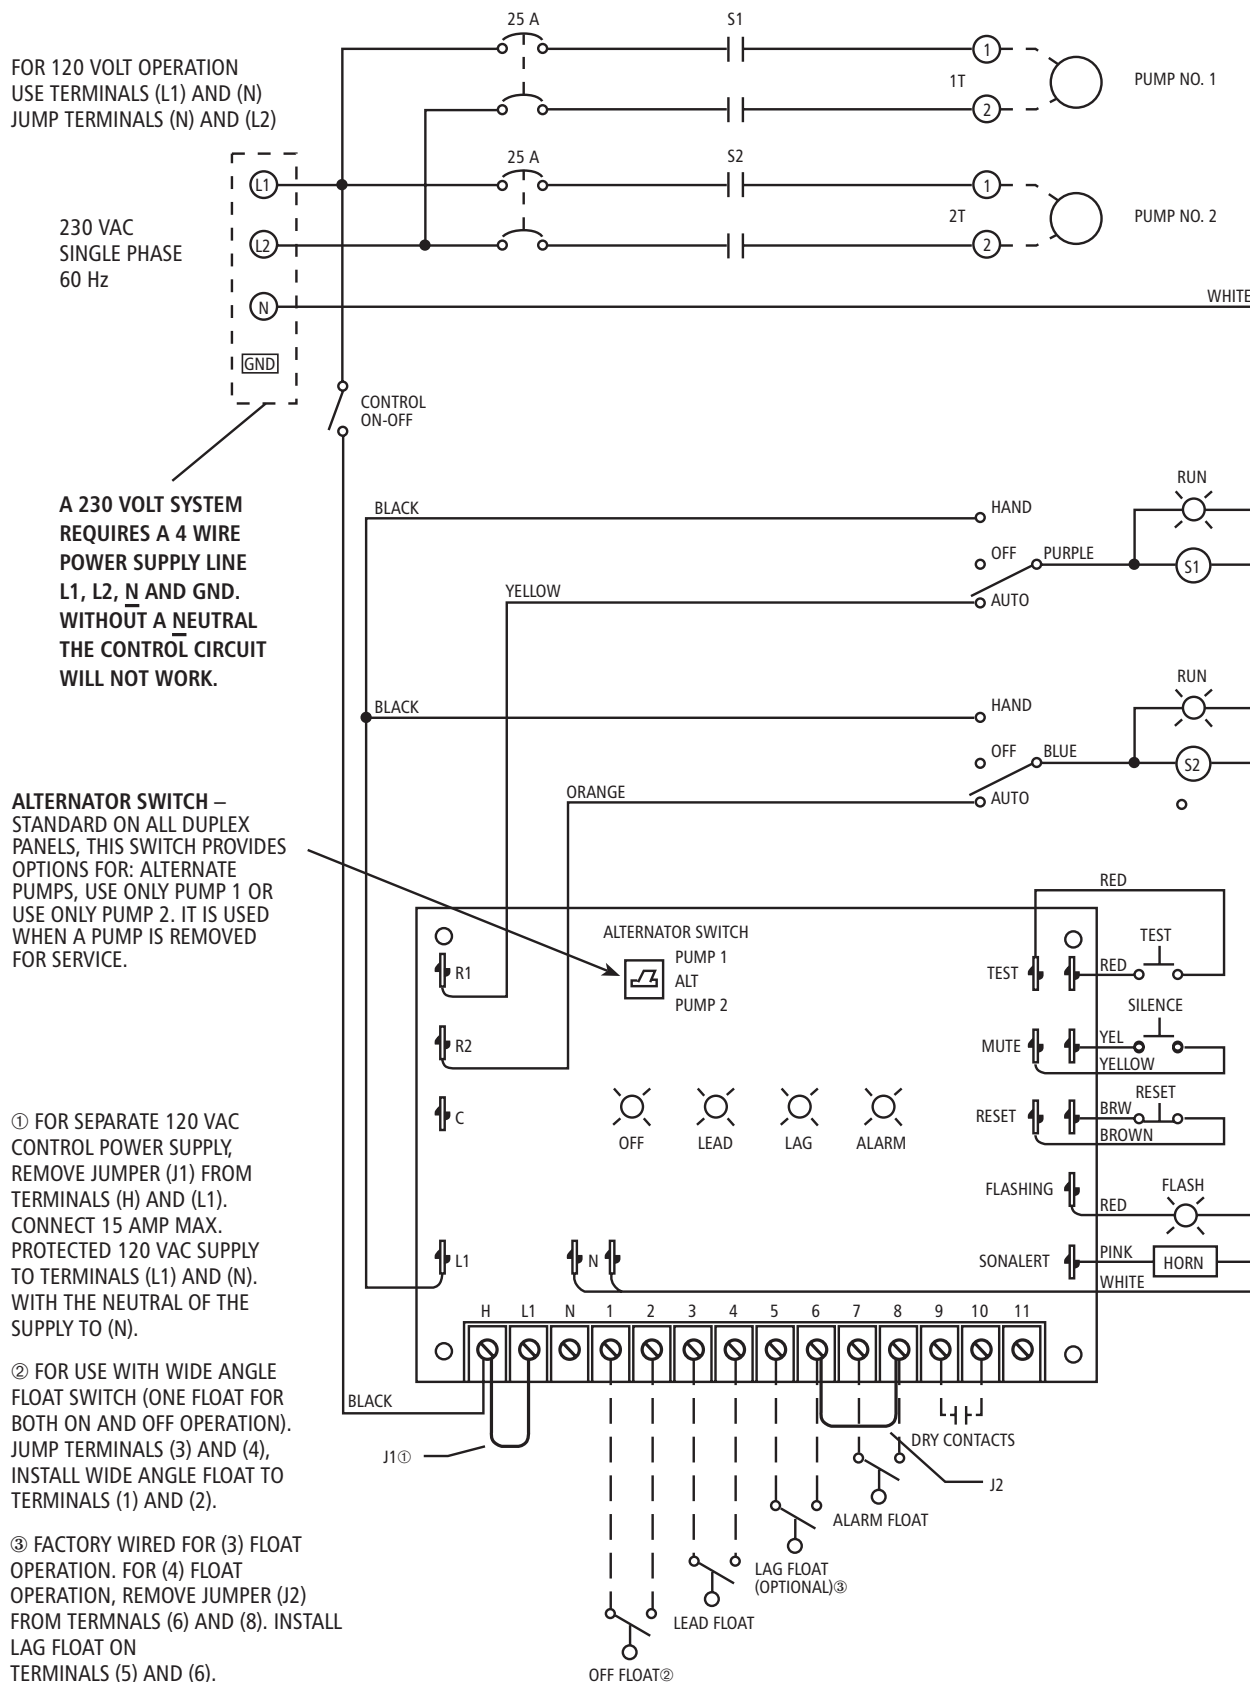 25 A
S1
FOR 120 VOLT OPERATION
USE TERMINALS (L1) AND (N)
JUMP TERMINALS (N) AND (L2)
1
1T
PUMP NO. 1
2
25 A
S2
L1
1
230 VAC
SINGLE PHASE
60 Hz
2T
PUMP NO. 2
L2
2
N
WHITE
GND
CONTROL
ON-OFF
A 230 VOLT SYSTEM
REQUIRES A 4 WIRE
POWER SUPPLY LINE
L1, L2, N AND GND.
WITHOUT A NEUTRAL
THE CONTROL CIRCUIT
WILL NOT WORK.
RUN
BLACK
HAND
OFF
PURPLE
S1
YELLOW
AUTO
RUN
BLACK
HAND
OFF
BLUE
S2
ORANGE
AUTO
ALTERNATOR SWITCH –
STANDARD ON ALL DUPLEX
PANELS, THIS SWITCH PROVIDES
OPTIONS FOR: ALTERNATE
PUMPS, USE ONLY PUMP 1 OR
USE ONLY PUMP 2. IT IS USED
WHEN A PUMP IS REMOVED
FOR SERVICE.
RED
ALTERNATOR SWITCH
PUMP 1
ALT
PUMP 2
TEST
R1
TEST
RED
SILENCE
R2
MUTE
YEL
YELLOW
RESET
C
RESET
BRW
BROWN
OFF
LEAD
LAG
ALARM
① FOR SEPARATE 120 VAC
CONTROL POWER SUPPLY,
REMOVE JUMPER (J1) FROM
TERMINALS (H) AND (L1).
CONNECT 15 AMP MAX.
PROTECTED 120 VAC SUPPLY
TO TERMINALS (L1) AND (N).
WITH THE NEUTRAL OF THE
SUPPLY TO (N).
FLASHING
RED
FLASH
L1
N
SONALERT
PINK
HORN
WHITE
H L1 N 1 2 3 4 5 6 7 8 9 10 11
② FOR USE WITH WIDE ANGLE
FLOAT SWITCH (ONE FLOAT FOR
BOTH ON AND OFF OPERATION).
JUMP TERMINALS (3) AND (4),
INSTALL WIDE ANGLE FLOAT TO
TERMINALS (1) AND (2).
BLACK
J1①
DRY CONTACTS
J2
ALARM FLOAT
LAG FLOAT
(OPTIONAL)③
LEAD FLOAT
OFF FLOAT②
③ FACTORY WIRED FOR (3) FLOAT
OPERATION. FOR (4) FLOAT
OPERATION, REMOVE JUMPER (J2)
FROM TERMNALS (6) AND (8). INSTALL
LAG FLOAT ON
TERMINALS (5) AND (6).